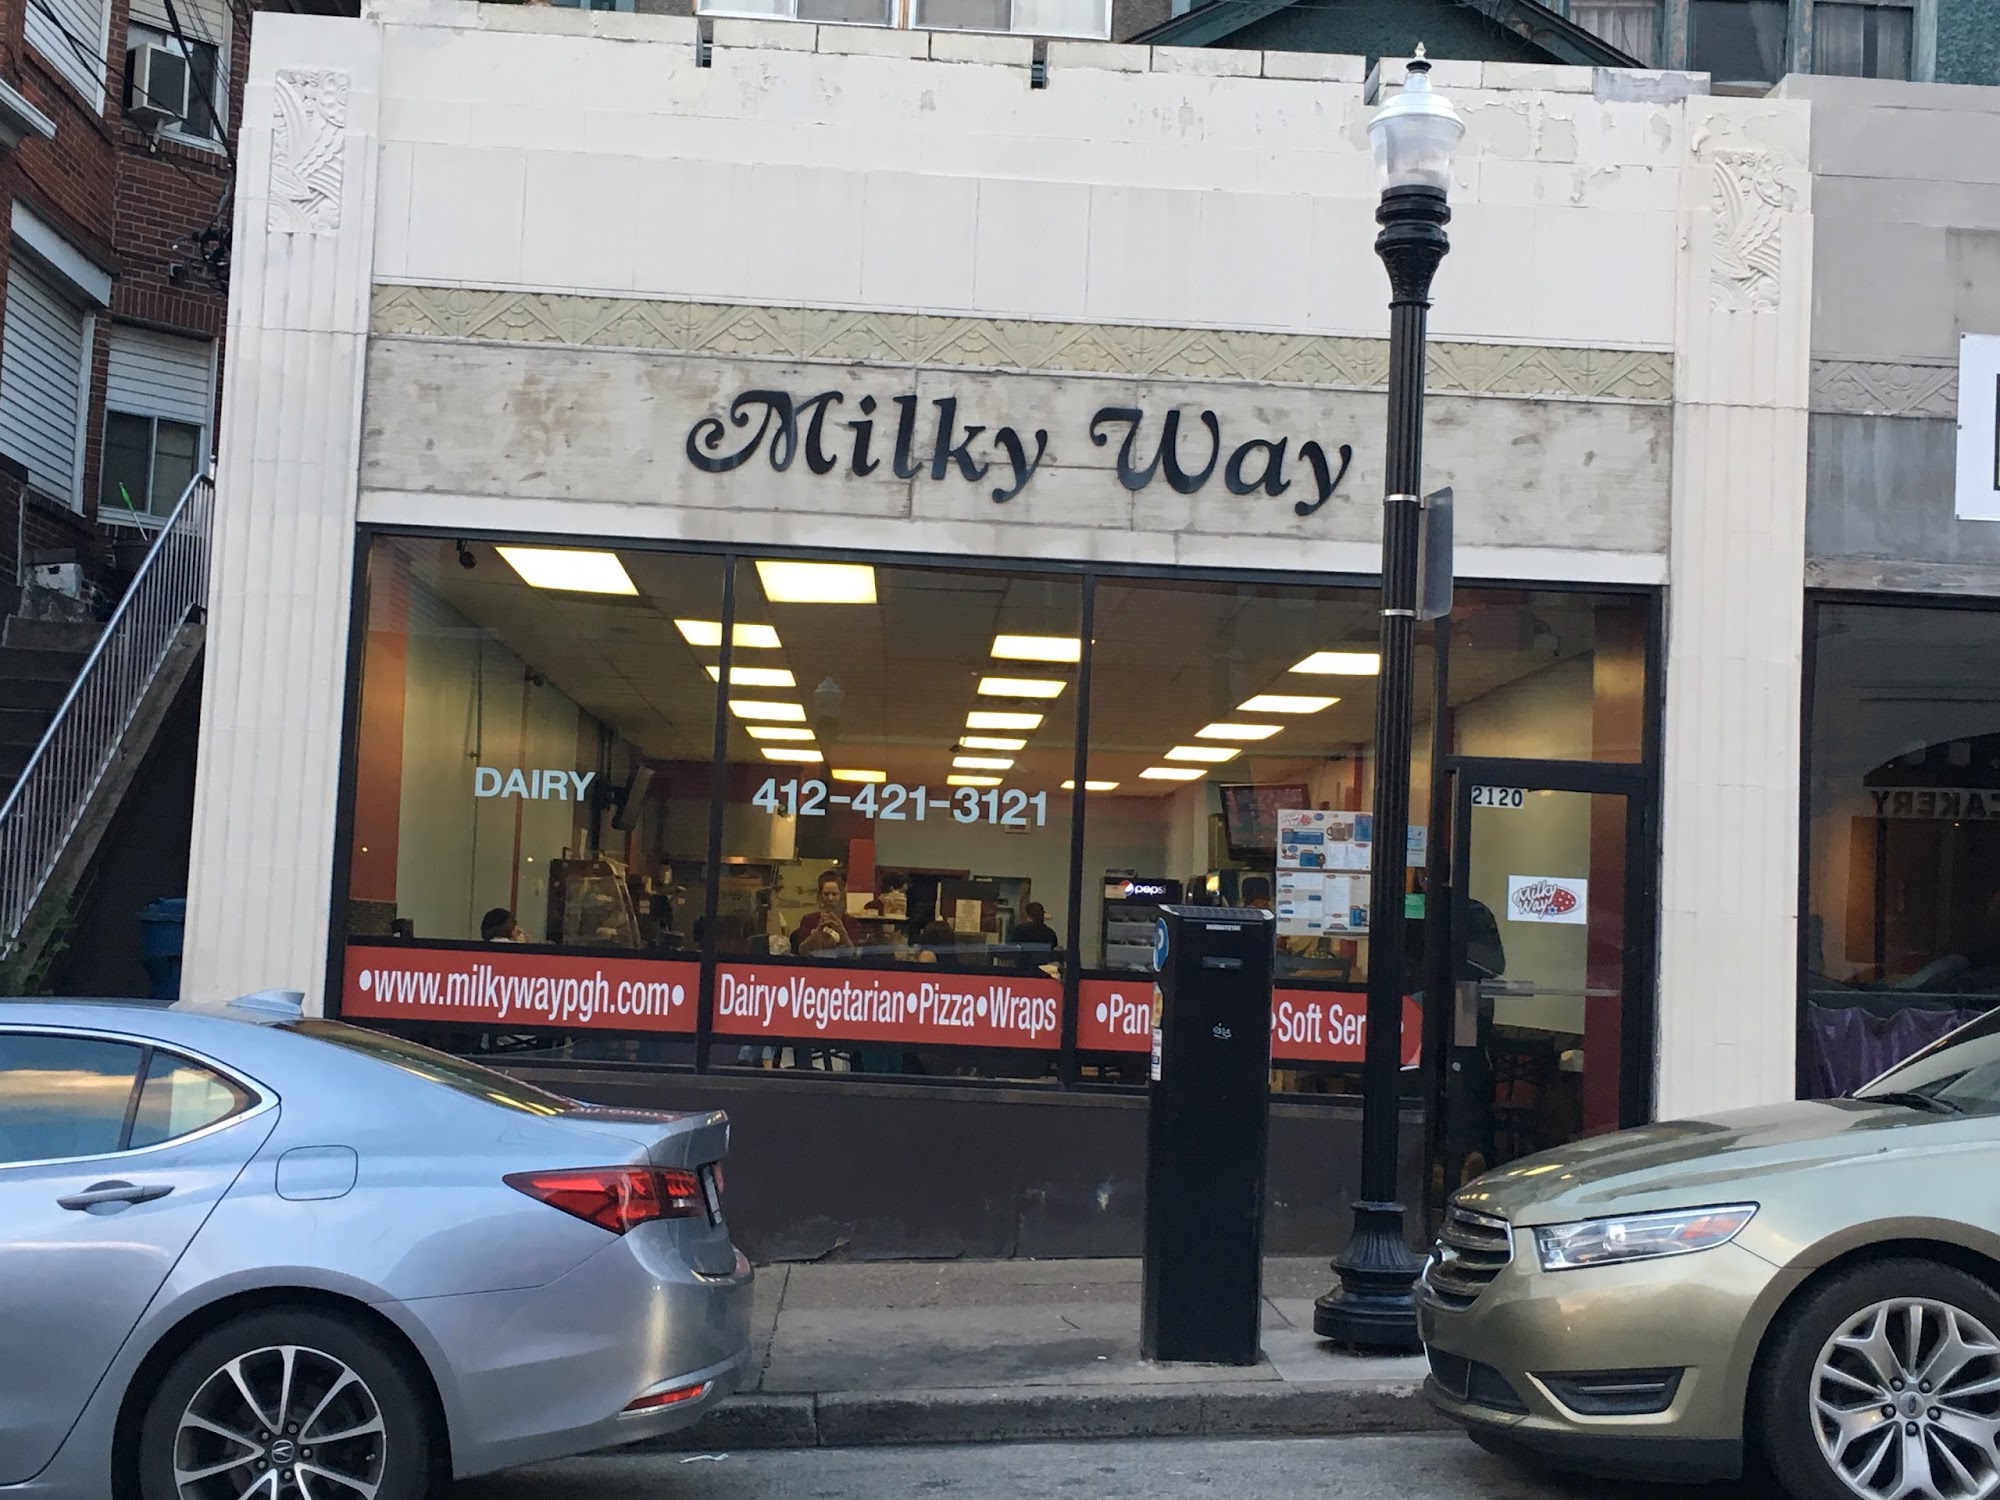 Milky Way
DAIRY
412-421-3121
2120
pepsi
Milky
Way
CAKERY
•www.milkywaypgh.com•
Dairy•Vegetarian•Pizza•Wraps
•Pan
•Soft Ser
P